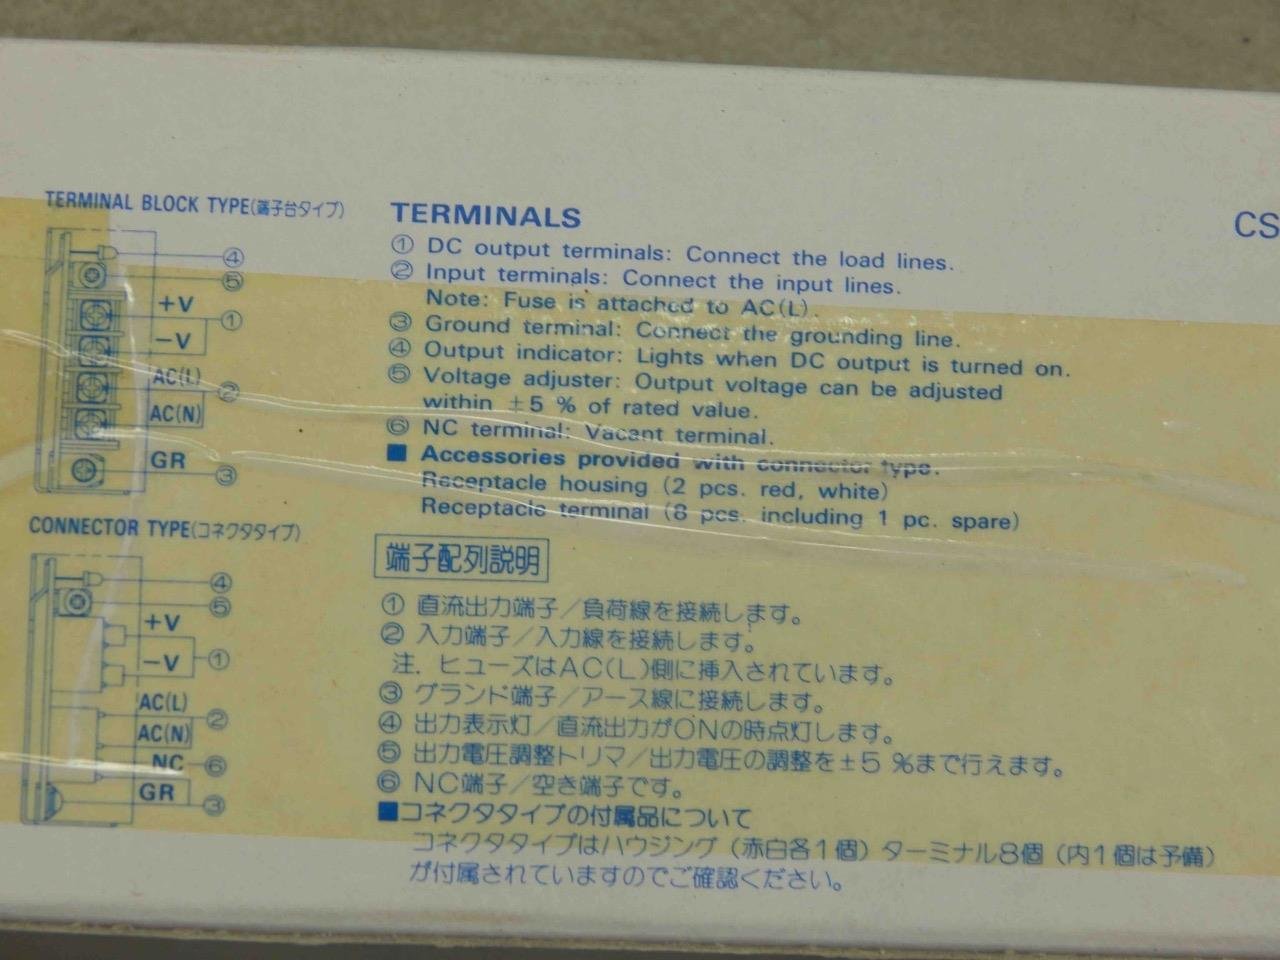 TERMINAL BLOCK TYPE(端子台タイプ)
④
⑤
+V
①
−V
AC(L)
②
AC(N)
GR
③
CONNECTOR TYPE(コネクタタイプ)
④
⑤
+V
−V
①
AC(L)
②
AC(N)
NC
⑥
GR
③
TERMINALS
① DC output terminals: Connect the load lines.
② Input terminals: Connect the input lines.
Note: Fuse is attached to AC(L).
③ Ground terminal: Connect the grounding line.
④ Output indicator: Lights when DC output is turned on.
⑤ Voltage adjuster: Output voltage can be adjusted
within ±5 % of rated value.
⑥ NC terminal: Vacant terminal.
■ Accessories provided with connector type.
Receptacle housing (2 pcs. red, white)
Receptacle terminal (8 pcs. including 1 pc. spare)
端子配列説明
① 直流出力端子/負荷線を接続します。
② 入力端子/入力線を接続します。
注. ヒューズはAC(L)側に挿入されています。
③ グランド端子/アース線に接続します。
④ 出力表示灯/直流出力がONの時点灯します。
⑤ 出力電圧調整トリマ/出力電圧の調整を±5 %まで行えます。
⑥ NC端子/空き端子です。
■コネクタタイプの付属品について
コネクタタイプはハウジング (赤白各1個) ターミナル8個 (内1個は予備)
が付属されていますのでご確認ください。
CS